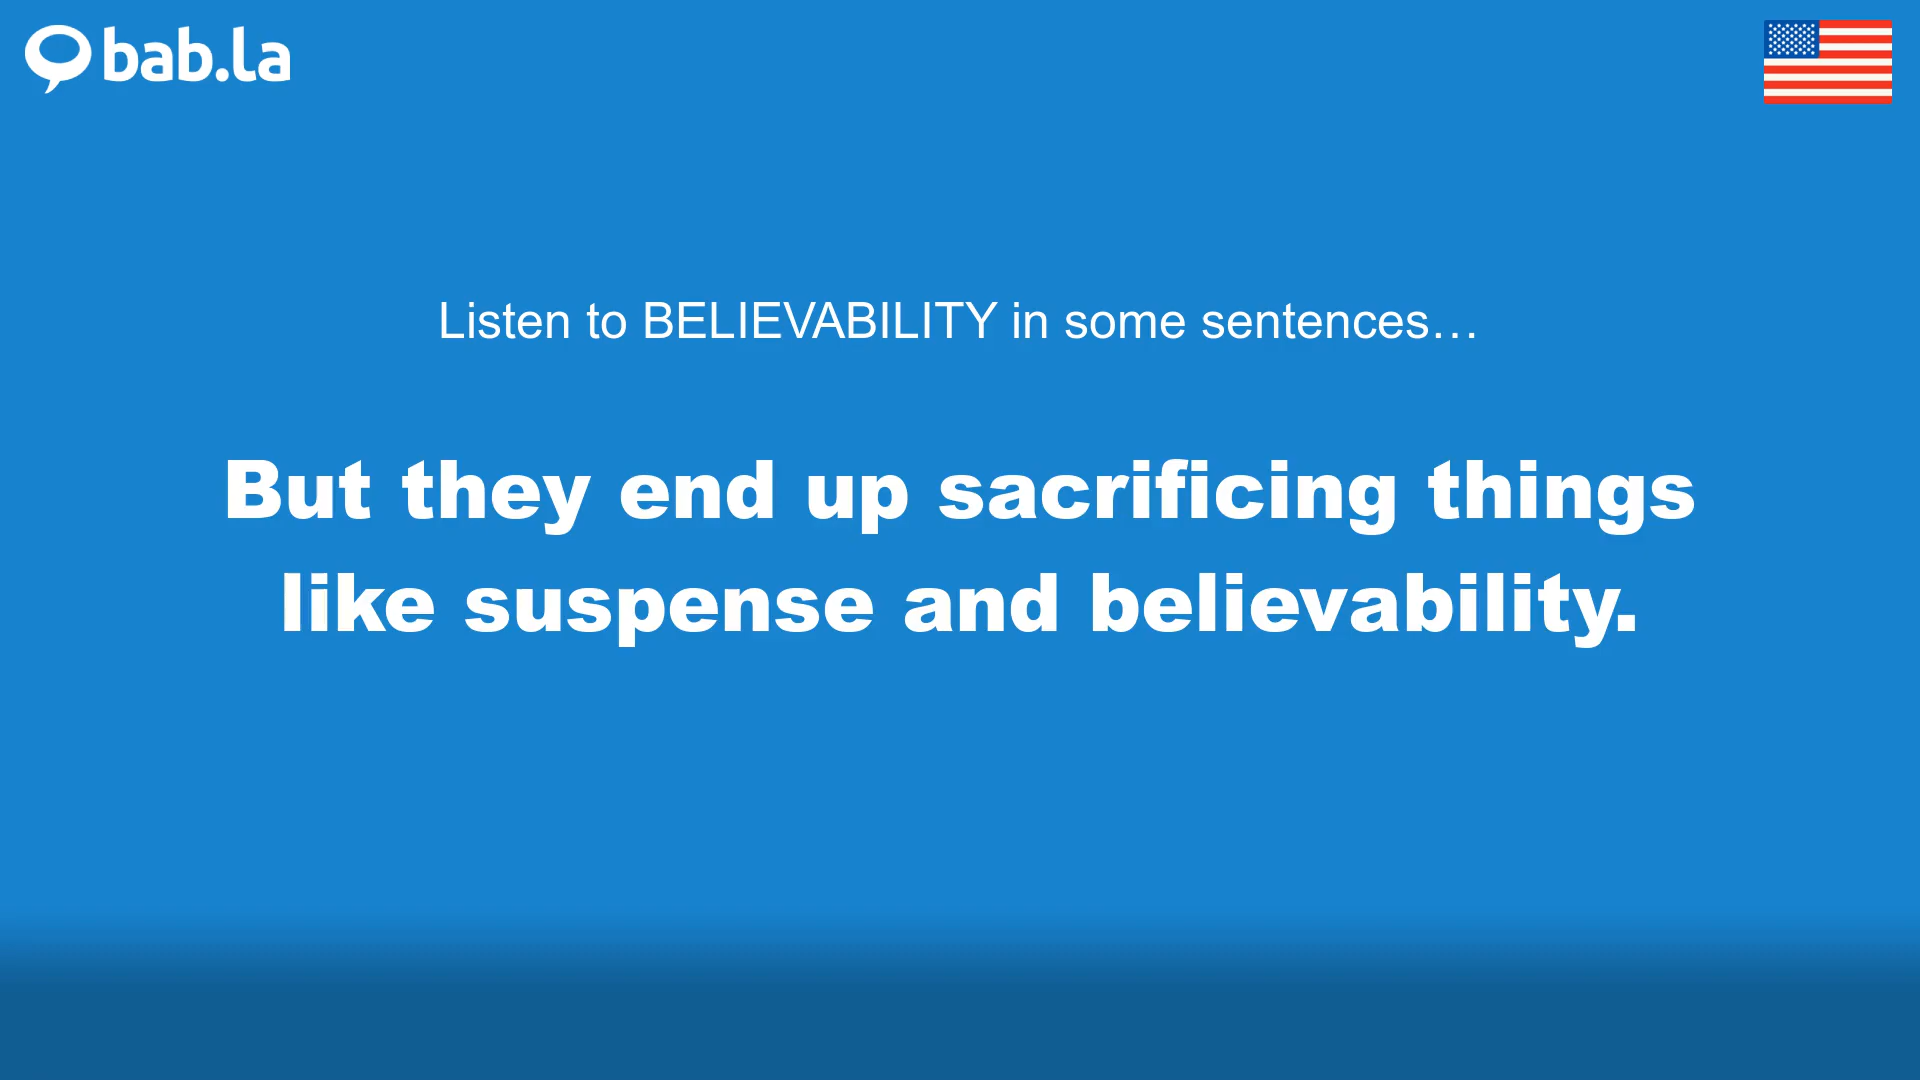 bab.la
Listen to BELIEVABILITY in some sentences…
But they end up sacrificing things
like suspense and believability.